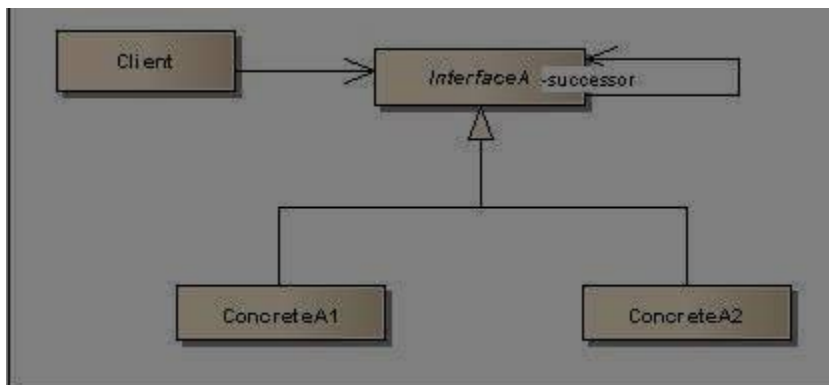 Client
InterfaceA
-successor
ConcreteA1
ConcreteA2